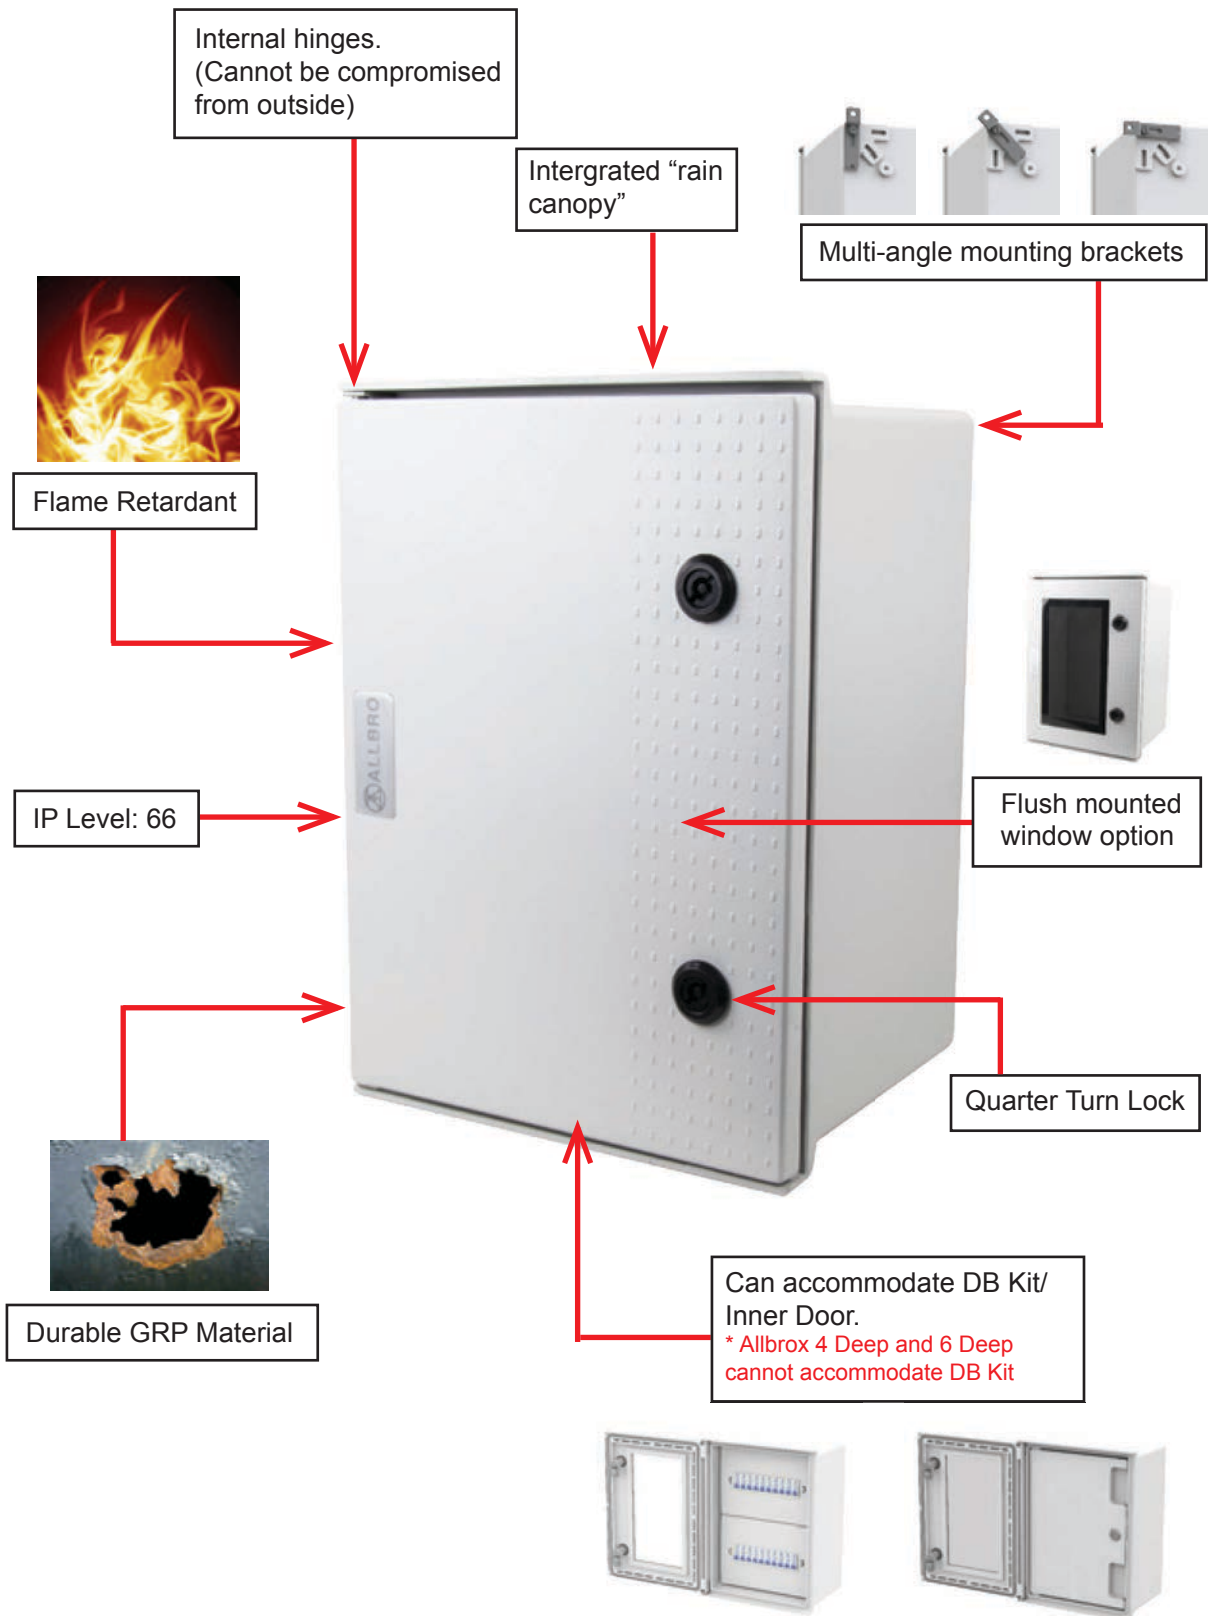 Internal hinges.
(Cannot be compromised
from outside)
Intergrated “rain
canopy”
Multi-angle mounting brackets
Flame Retardant
ALLBRO
IP Level: 66
Flush mounted
window option
Quarter Turn Lock
Durable GRP Material
Can accommodate DB Kit/
Inner Door.
* Allbrox 4 Deep and 6 Deep
cannot accommodate DB Kit